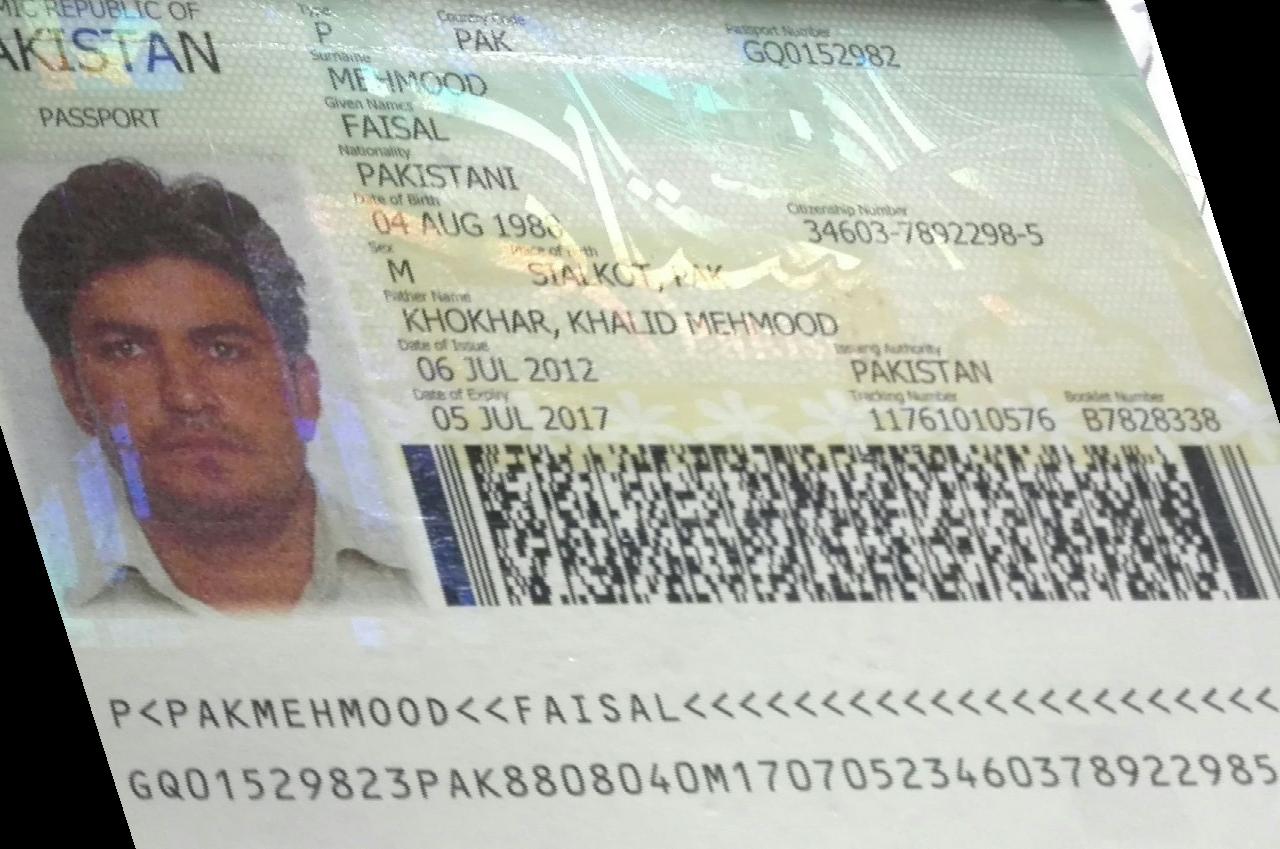 MIC REPUBLIC OF
AKISTAN
PASSPORT
Type Country Code Passport Number
P PAK GQ0152982
Surname
MEHMOOD
Given Names
FAISAL
Nationality
PAKISTANI
Date of Birth Citizenship Number
04 AUG 1988 34603-7892298-5
Sex Place of Birth
M SIALKOT, PAK
Father Name
KHOKHAR, KHALID MEHMOOD
Date of Issue Issuing Authority
06 JUL 2012 PAKISTAN
Date of Expiry Tracking Number Booklet Number
05 JUL 2017 11761010576 B7828338
P<PAKMEHMOOD<<FAISAL<<<<<<<<<<<<<<<<<<<<<
GQ01529823PAK8808040M17070523460378922985